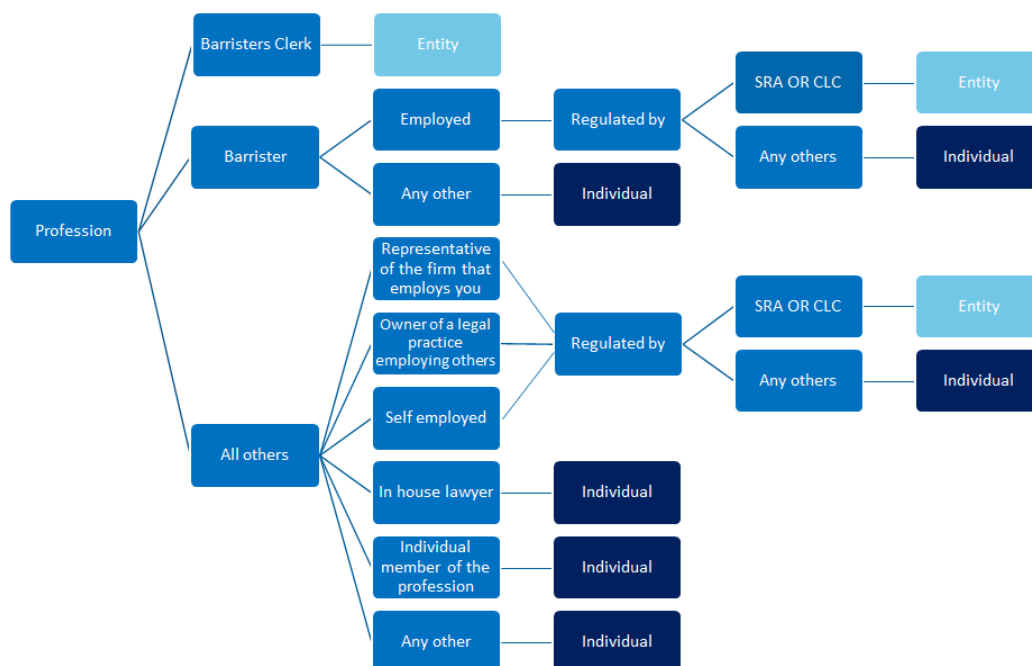 Barristers Clerk
Entity
SRA OR CLC
Entity
Employed
Regulated by
Barrister
Any others
Individual
Any other
Individual
Profession
Representative
of the firm that
employs you
SRA OR CLC
Entity
Owner of a legal
practice
employing others
Regulated by
Any others
Individual
Self employed
All others
In house lawyer
Individual
Individual
member of the
profession
Individual
Any other
Individual